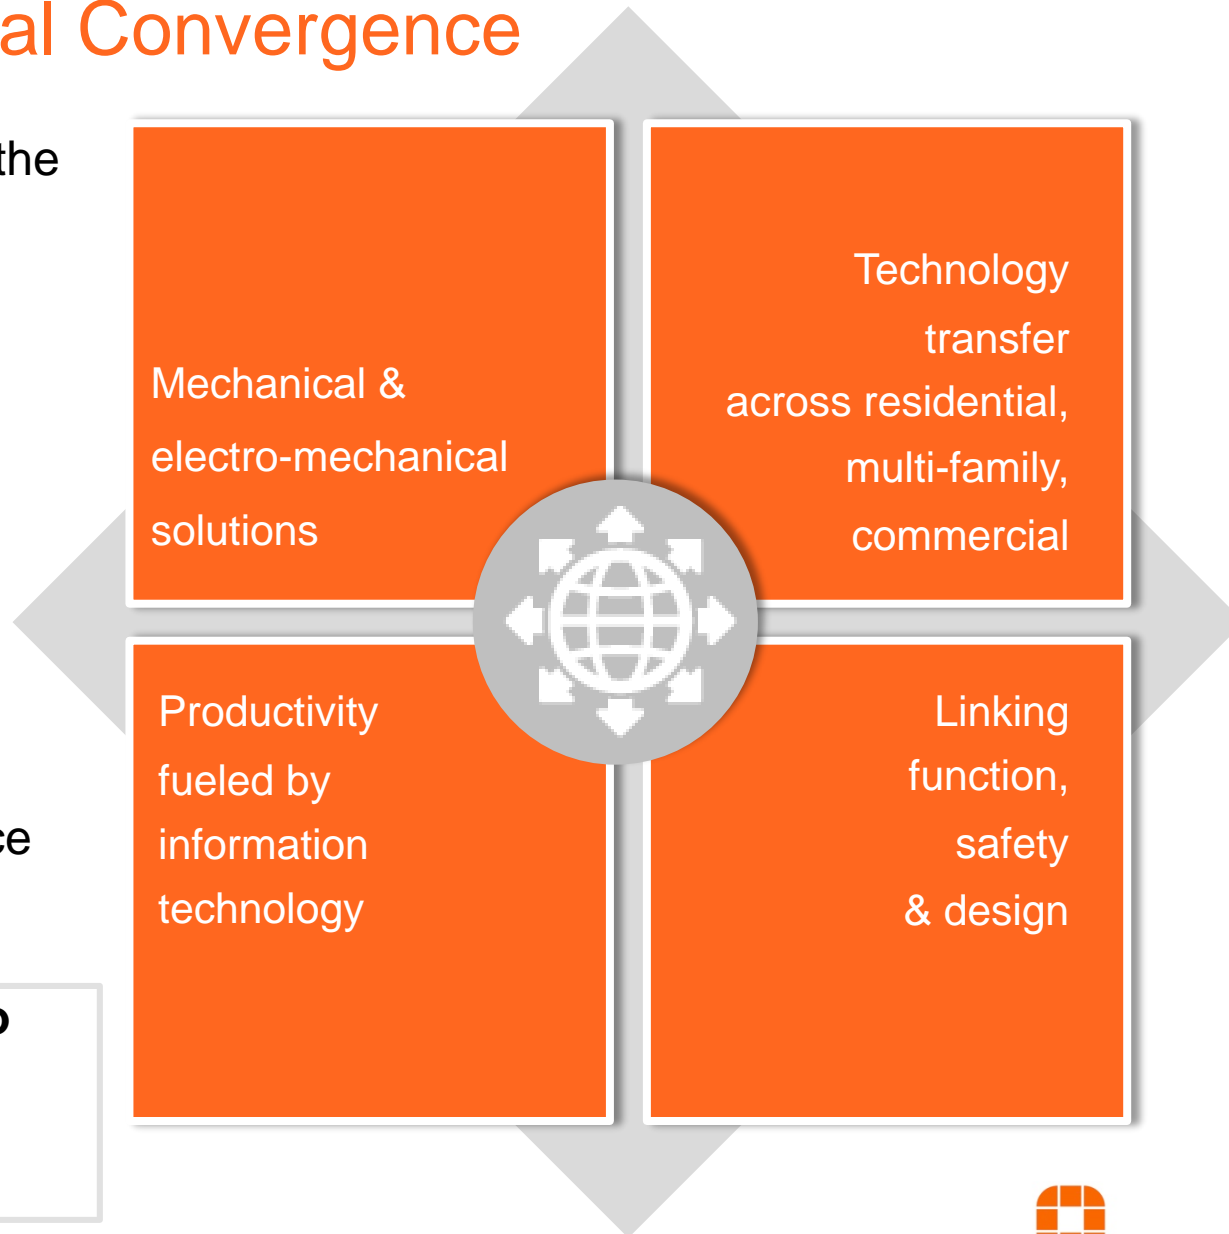 al Convergence
the
Mechanical &
electro-mechanical
solutions
Technology
transfer
across residential,
multi-family,
commercial
Productivity
fueled by
information
technology
Linking
function,
safety
& design
ce